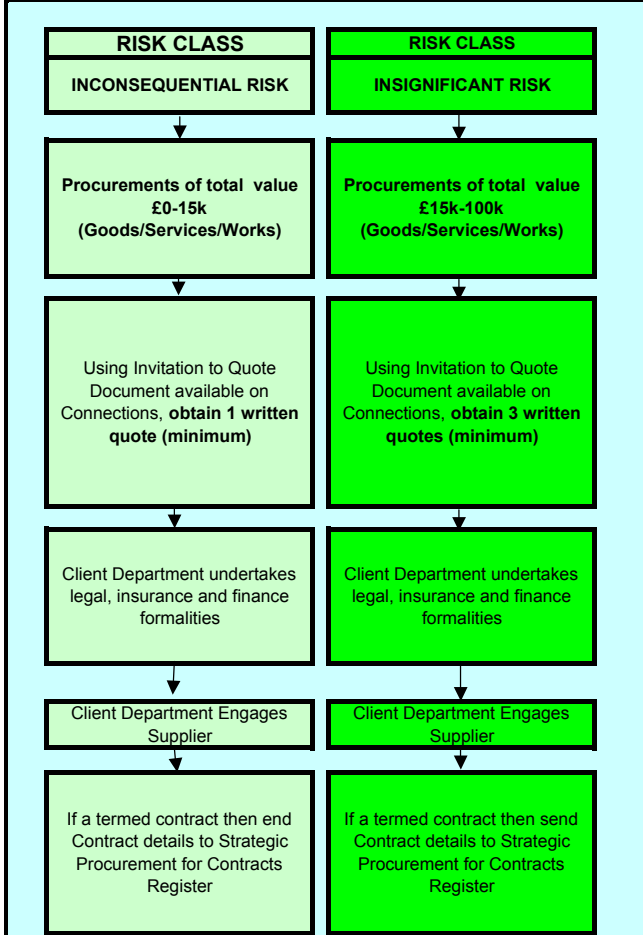 RISK CLASS
INCONSEQUENTIAL RISK
Procurements of total value
£0-15k
(Goods/Services/Works)
Using Invitation to Quote
Document available on
Connections, obtain 1 written
quote (minimum)
Client Department undertakes
legal, insurance and finance
formalities
Client Department Engages
Supplier
If a termed contract then end
Contract details to Strategic
Procurement for Contracts
Register
RISK CLASS
INSIGNIFICANT RISK
Procurements of total value
£15k-100k
(Goods/Services/Works)
Using Invitation to Quote
Document available on
Connections, obtain 3 written
quotes (minimum)
Client Department undertakes
legal, insurance and finance
formalities
Client Department Engages
Supplier
If a termed contract then send
Contract details to Strategic
Procurement for Contracts
Register